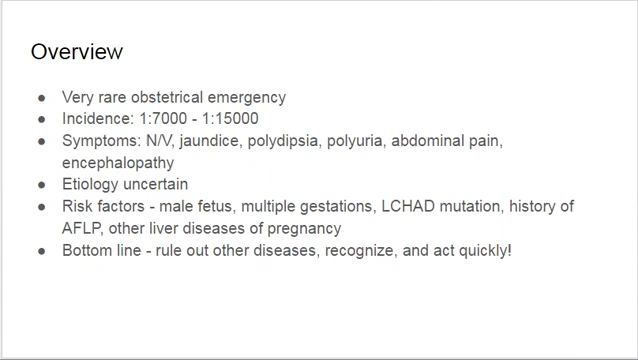 Overview
● Very rare obstetrical emergency
● Incidence: 1:7000 - 1:15000
● Symptoms: N/V, jaundice, polydipsia, polyuria, abdominal pain,
encephalopathy
● Etiology uncertain
● Risk factors - male fetus, multiple gestations, LCHAD mutation, history of
AFLP, other liver diseases of pregnancy
● Bottom line - rule out other diseases, recognize, and act quickly!